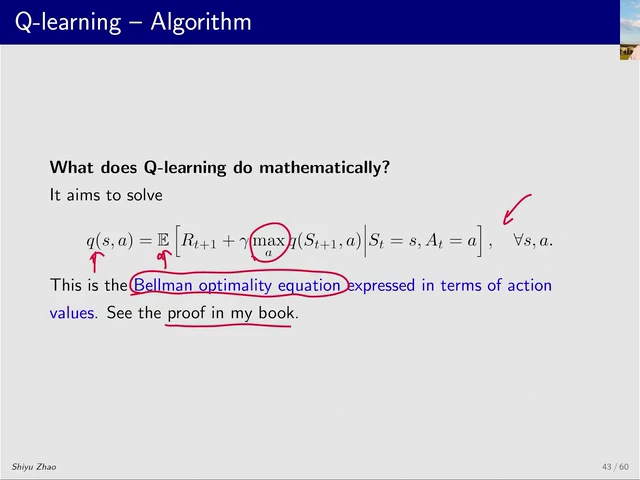 Q-learning – Algorithm
What does Q-learning do mathematically?
It aims to solve
q(s, a) = 𝔼 [ R_{t+1} + γ max_a q(S_{t+1}, a) | S_t = s, A_t = a ] , ∀s, a.
This is the Bellman optimality equation expressed in terms of action
values. See the proof in my book.
Shiyu Zhao 43 / 60